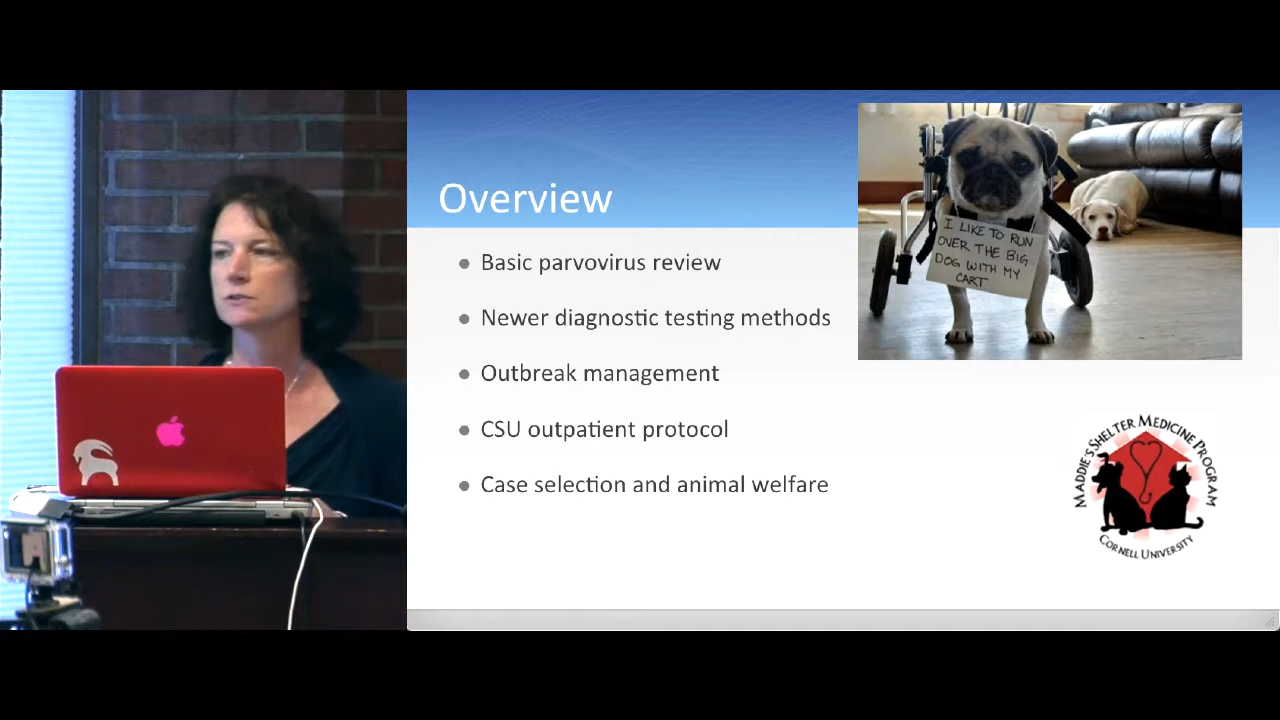 Overview
Basic parvovirus review
Newer diagnostic testing methods
Outbreak management
CSU outpatient protocol
Case selection and animal welfare
I LIKE TO RUN
OVER THE BIG
DOG WITH MY
CART
MADDIE'S SHELTER MEDICINE PROGRAM
CORNELL UNIVERSITY